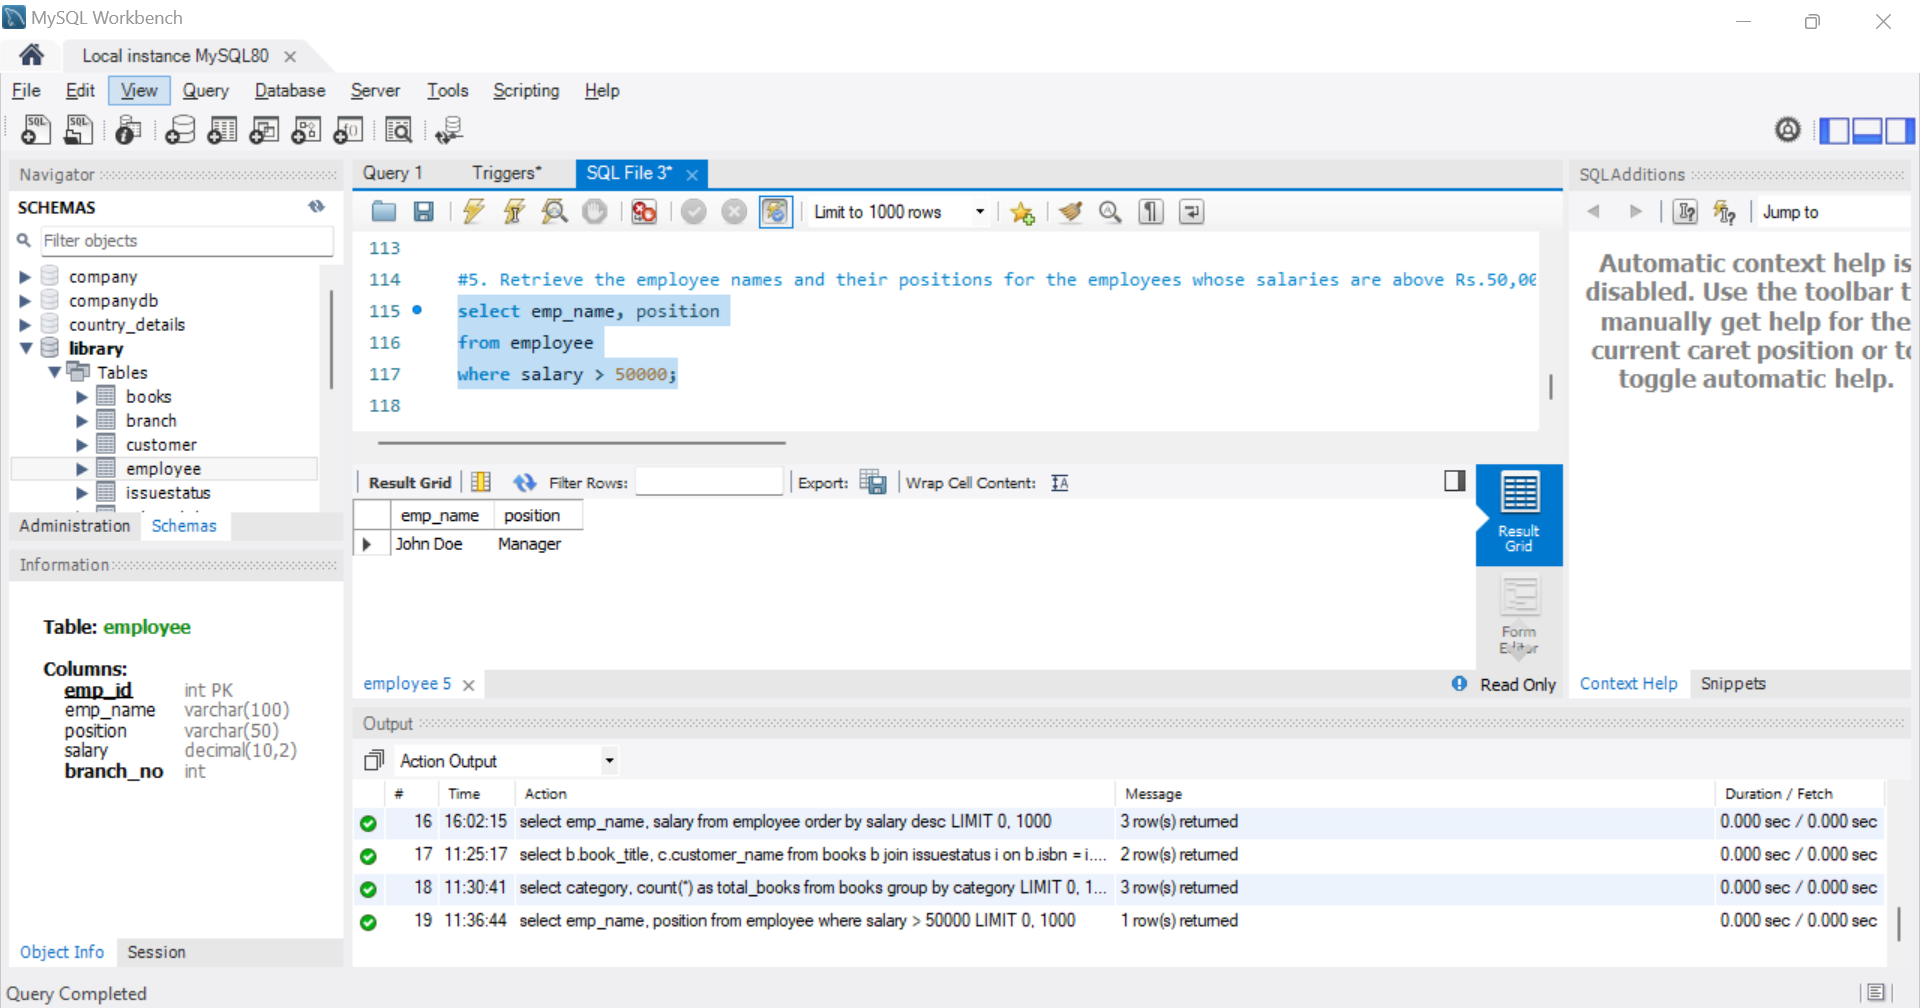 MySQL Workbench
Local instance MySQL80
File Edit View Query Database Server Tools Scripting Help
Navigator
SCHEMAS
Filter objects
company
companydb
country_details
library
Tables
books
branch
customer
employee
issuestatus
Administration Schemas
Information
Table: employee
Columns:
emp_id int PK
emp_name varchar(100)
position varchar(50)
salary decimal(10,2)
branch_no int
Object Info Session
Query Completed
Query 1 Triggers* SQL File 3*
Limit to 1000 rows
113
114 #5. Retrieve the employee names and their positions for the employees whose salaries are above Rs.50,00
115 select emp_name, position
116 from employee
117 where salary > 50000;
118
Result Grid Filter Rows: Export: Wrap Cell Content:
emp_name position
John Doe Manager
Result
Grid
Form
Editor
employee 5
Read Only
SQLAdditions
Jump to
Automatic context help is
disabled. Use the toolbar t
manually get help for the
current caret position or to
toggle automatic help.
Context Help Snippets
Output
Action Output
# Time Action Message Duration / Fetch
16 16:02:15 select emp_name, salary from employee order by salary desc LIMIT 0, 1000 3 row(s) returned 0.000 sec / 0.000 sec
17 11:25:17 select b.book_title, c.customer_name from books b join issuestatus i on b.isbn = i.... 2 row(s) returned 0.000 sec / 0.000 sec
18 11:30:41 select category, count(*) as total_books from books group by category LIMIT 0, 1... 3 row(s) returned 0.000 sec / 0.000 sec
19 11:36:44 select emp_name, position from employee where salary > 50000 LIMIT 0, 1000 1 row(s) returned 0.000 sec / 0.000 sec